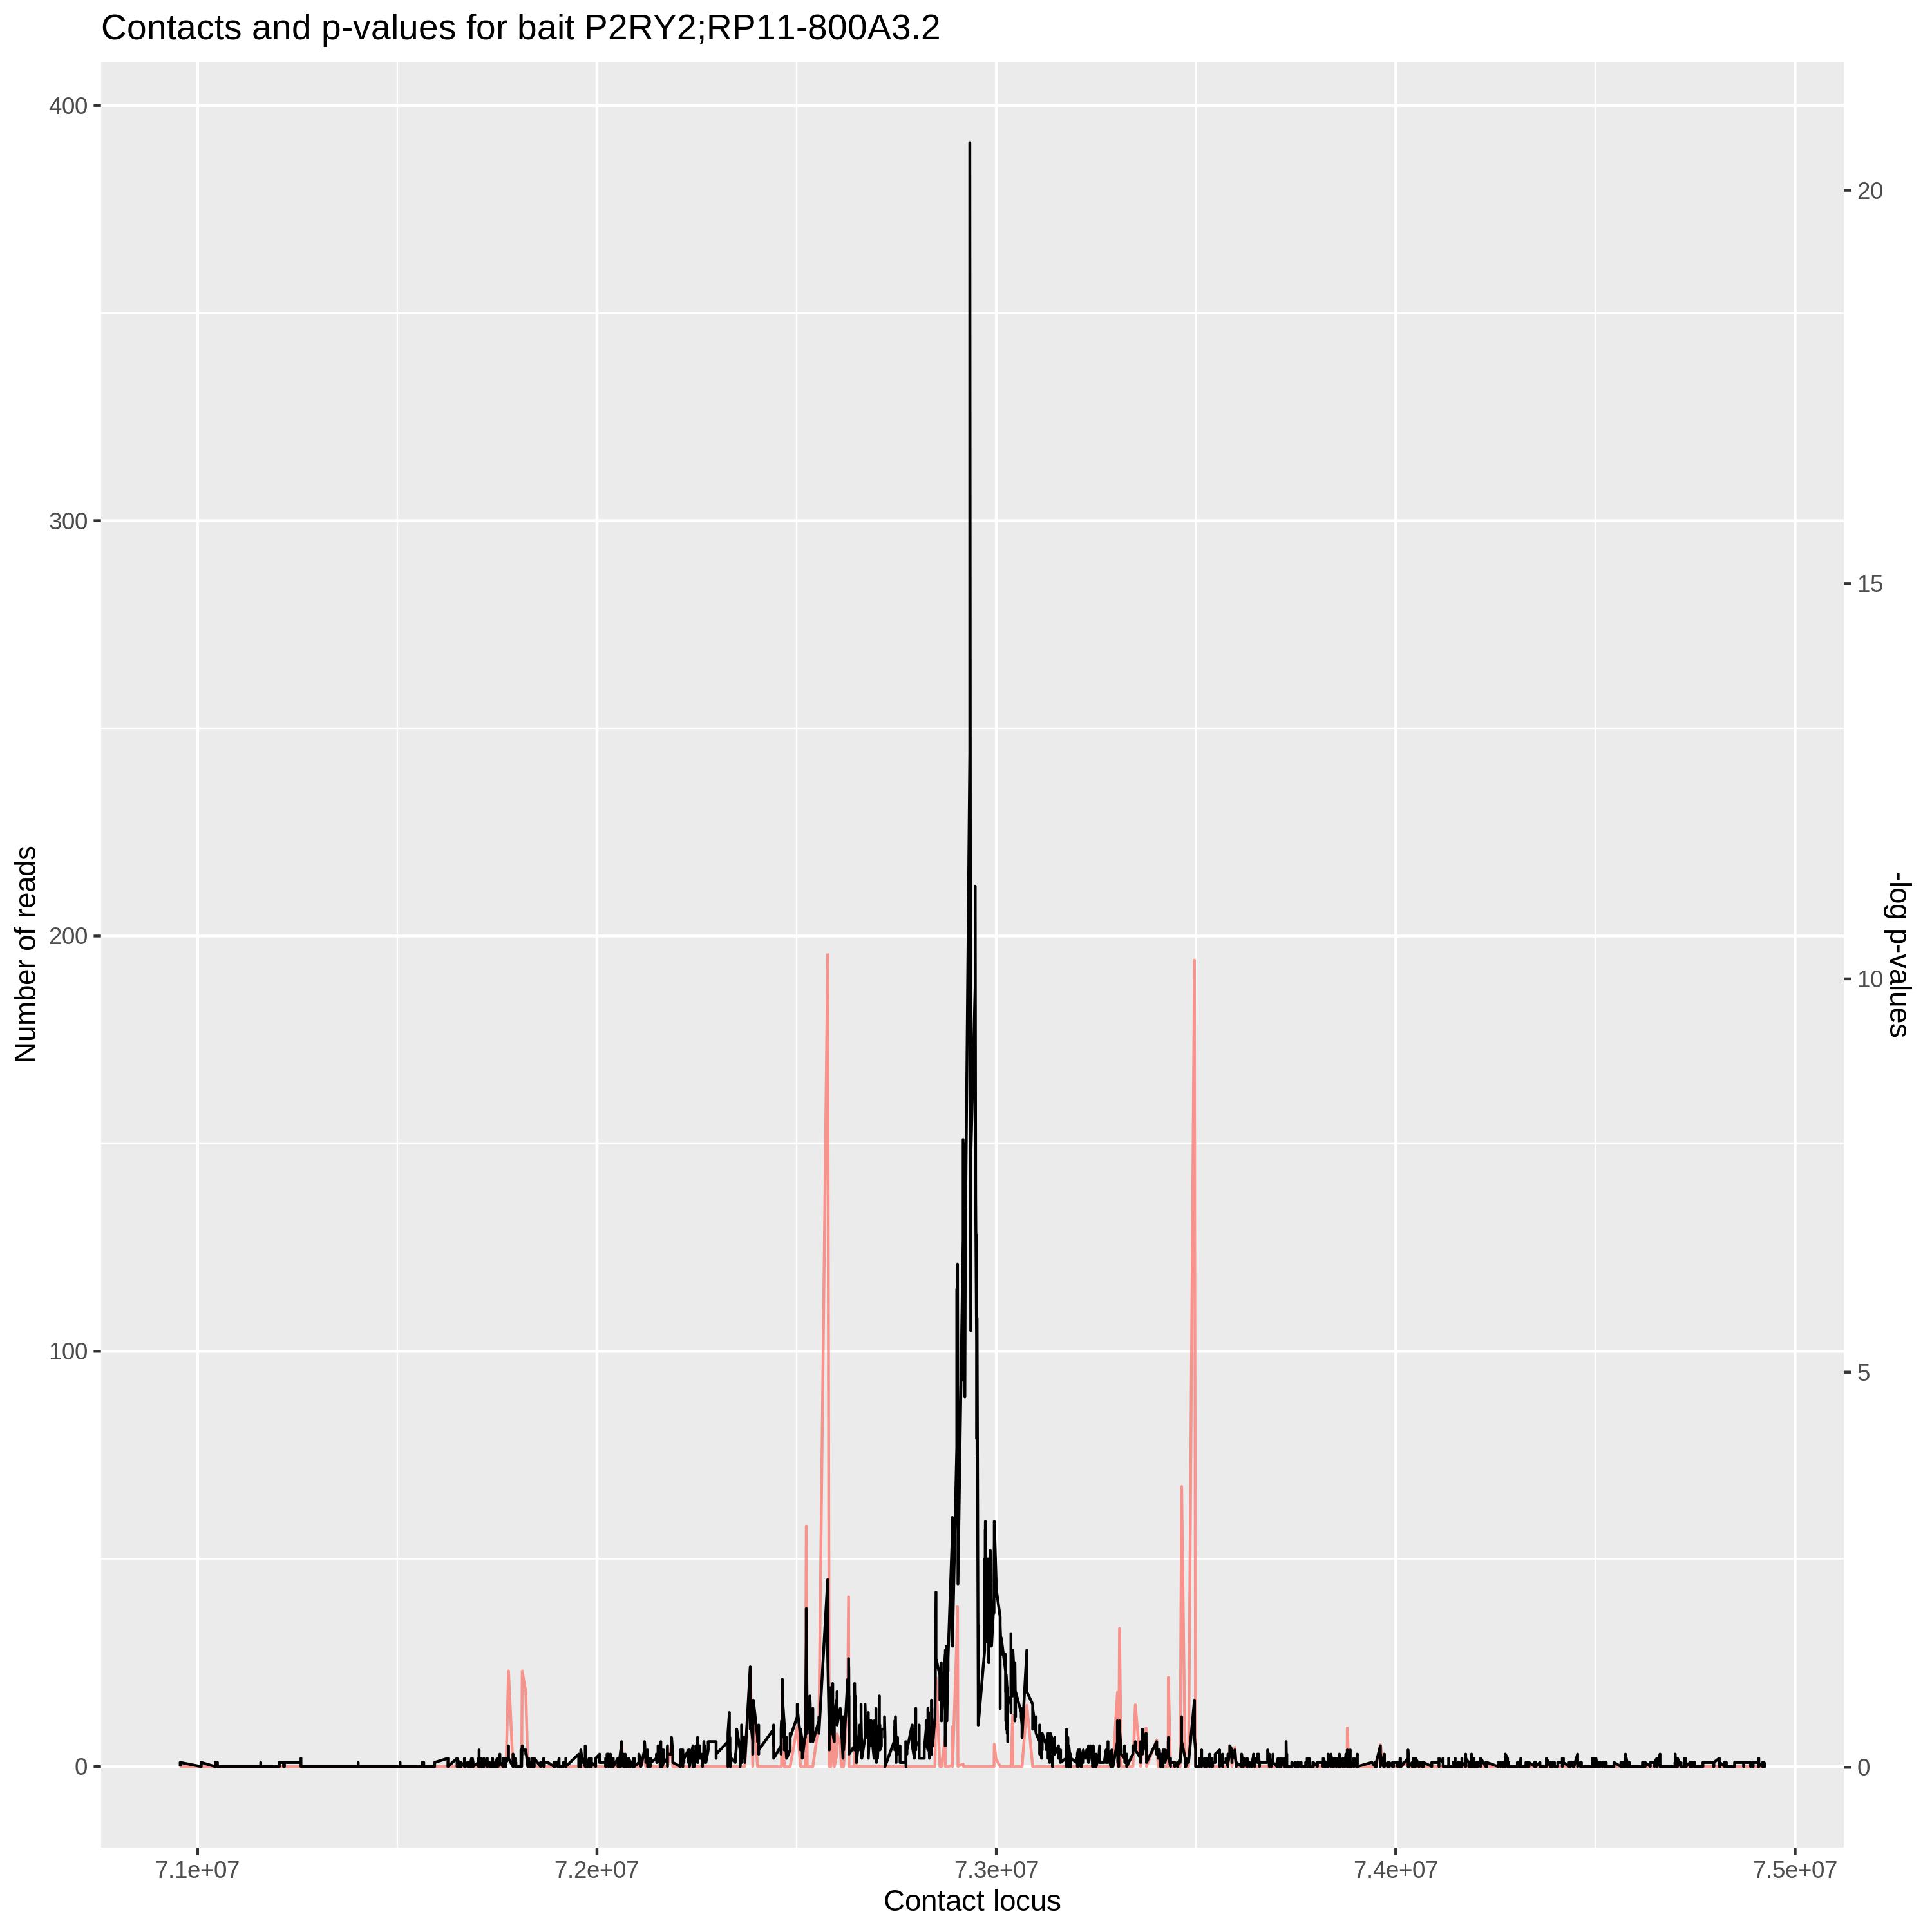 Contacts and p-values for bait P2RY2;RP11-800A3.2
400
300
200
100
0
Number of reads
20
15
10
5
0
-log p-values
7.1e+07
7.2e+07
7.3e+07
7.4e+07
7.5e+07
Contact locus